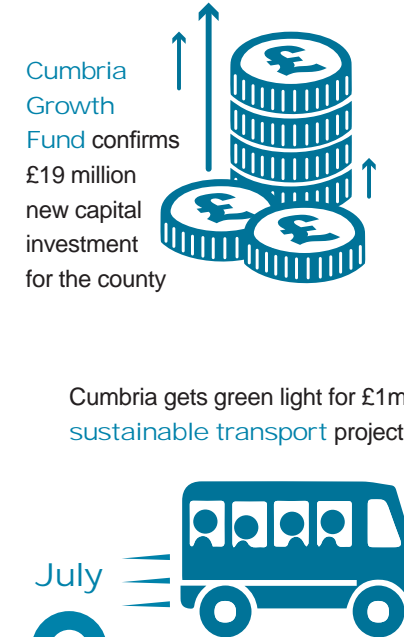 Cumbria
Growth
Fund confirms
£19 million
new capital
investment
for the county
£
£
£
Cumbria gets green light for £1m
sustainable transport project
July